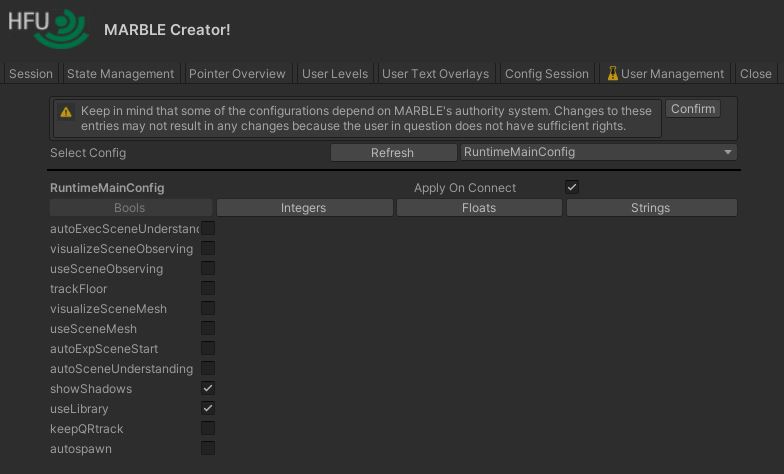 HFU
MARBLE Creator!
Session
State Management
Pointer Overview
User Levels
User Text Overlays
Config Session
User Management
Close
Keep in mind that some of the configurations depend on MARBLE's authority system. Changes to these
entries may not result in any changes because the user in question does not have sufficient rights.
Confirm
Select Config
Refresh
RuntimeMainConfig
RuntimeMainConfig
Apply On Connect
Bools
Integers
Floats
Strings
autoExecSceneUnderstand
visualizeSceneObserving
useSceneObserving
trackFloor
visualizeSceneMesh
useSceneMesh
autoExpSceneStart
autoSceneUnderstanding
showShadows
useLibrary
keepQRtrack
autospawn